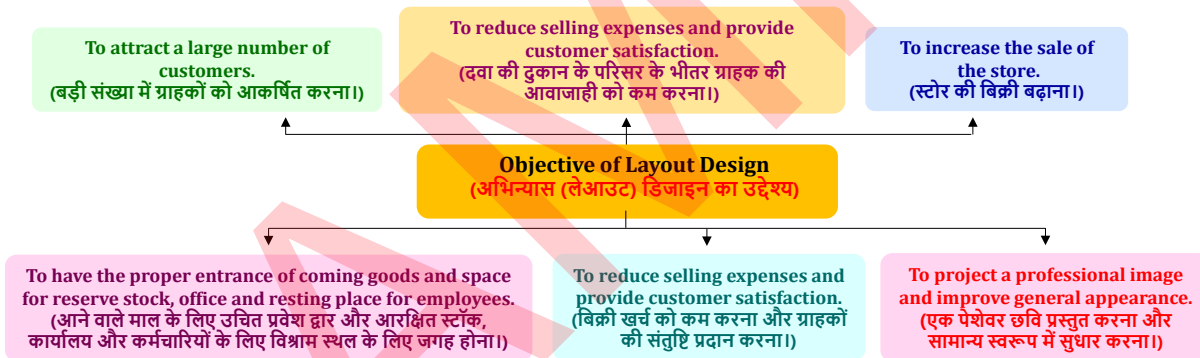 To attract a large number of
customers.
(बड़ी संख्या में ग्राहकों को आकर्षित करना।)
To reduce selling expenses and provide
customer satisfaction.
(दवा की दुकान के परिसर के भीतर ग्राहक की
आवाजाही को कम करना।)
To increase the sale of
the store.
(स्टोर की बिक्री बढ़ाना।)
Objective of Layout Design
(अभिन्यास (लेआउट) डिजाइन का उद्देश्य)
To have the proper entrance of coming goods and space
for reserve stock, office and resting place for employees.
(आने वाले माल के लिए उचित प्रवेश द्वार और आरक्षित स्टॉक,
कार्यालय और कर्मचारियों के लिए विश्राम स्थल के लिए जगह होना।)
To reduce selling expenses and
provide customer satisfaction.
(बिक्री खर्च को कम करना और ग्राहकों
की संतुष्टि प्रदान करना।)
To project a professional image
and improve general appearance.
(एक पेशेवर छवि प्रस्तुत करना और
सामान्य स्वरूप में सुधार करना।)